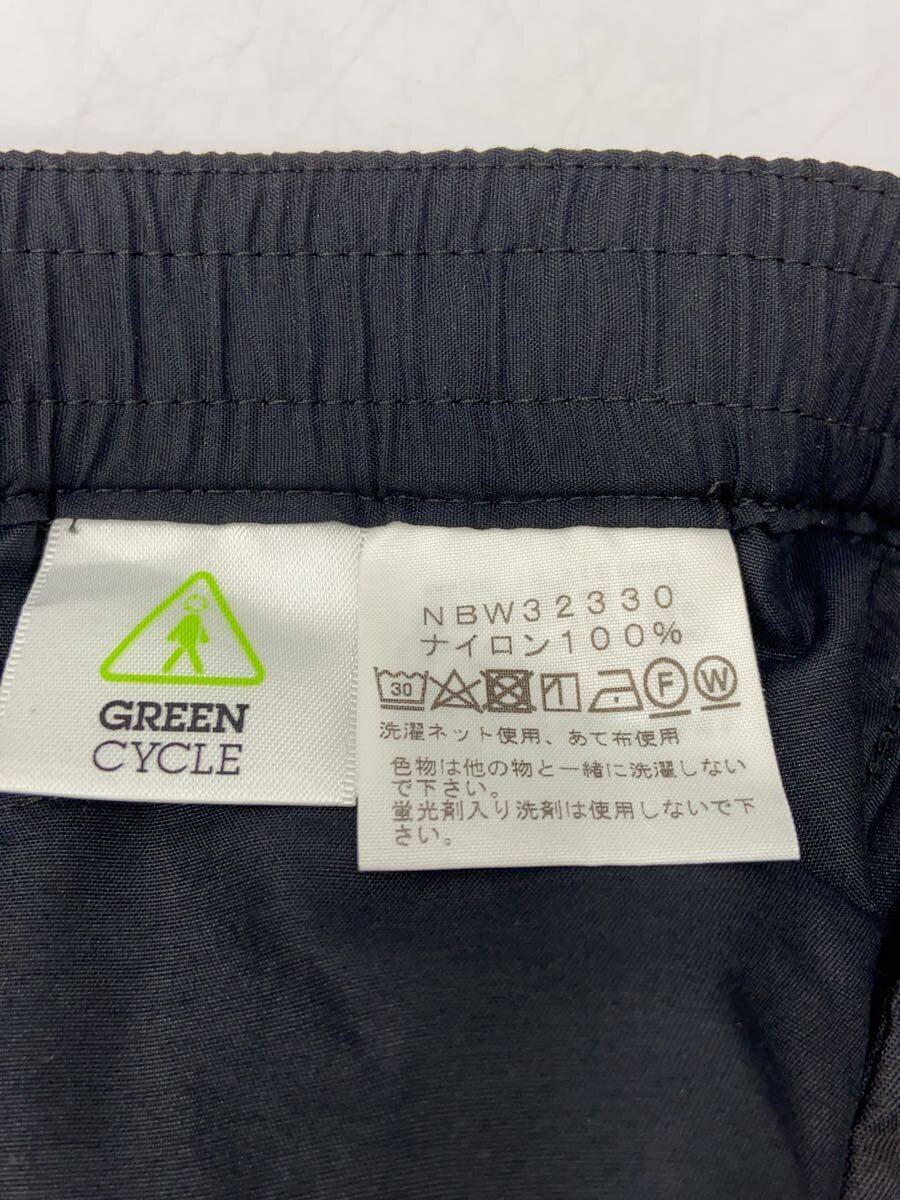 GREEN
CYCLE
NBW32330
ナイロン100%
30 F W
洗濯ネット使用、あて布使用
色物は他の物と一緒に洗濯しない
で下さい。
蛍光剤入り洗剤は使用しないで下
さい。